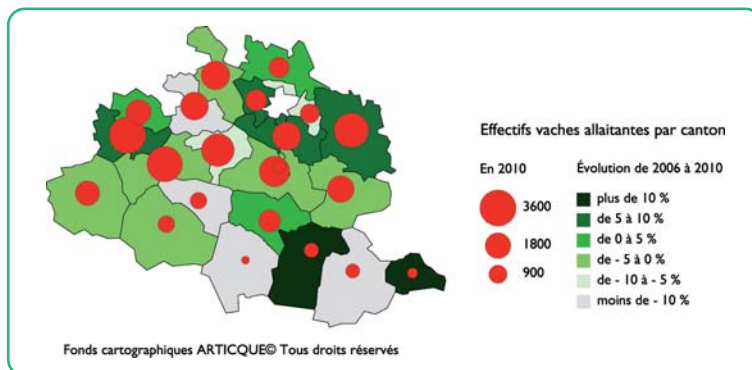 Effectifs vaches allaitantes par canton
En 2010
3600
1800
900
Évolution de 2006 à 2010
plus de 10 %
de 5 à 10 %
de 0 à 5 %
de - 5 à 0 %
de - 10 à - 5 %
moins de - 10 %
Fonds cartographiques ARTICQUE© Tous droits réservés